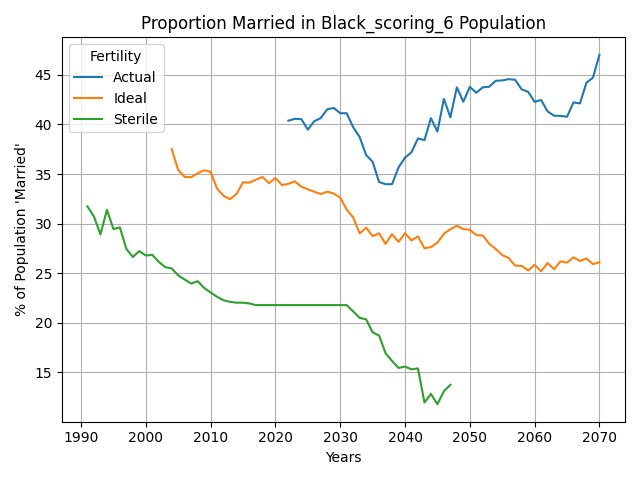 Proportion Married in Black_scoring_6 Population
Fertility
Actual
Ideal
Sterile
% of Population 'Married'
45
40
35
30
25
20
15
1990 2000 2010 2020 2030 2040 2050 2060 2070
Years